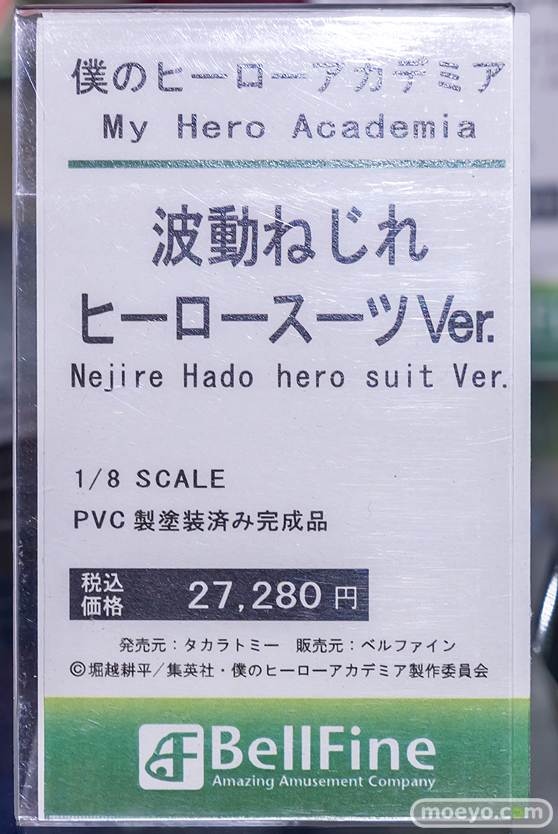 僕のヒーローアカデミア
My Hero Academia
波動ねじれ
ヒーロースーツVer.
Nejire Hado hero suit Ver.
1/8 SCALE
PVC製塗装済み完成品
税込
価格 27,280円
発売元：タカラトミー 販売元：ベルファイン
©堀越耕平／集英社・僕のヒーローアカデミア製作委員会
BellFine
Amazing Amusement Company
moeyo.com